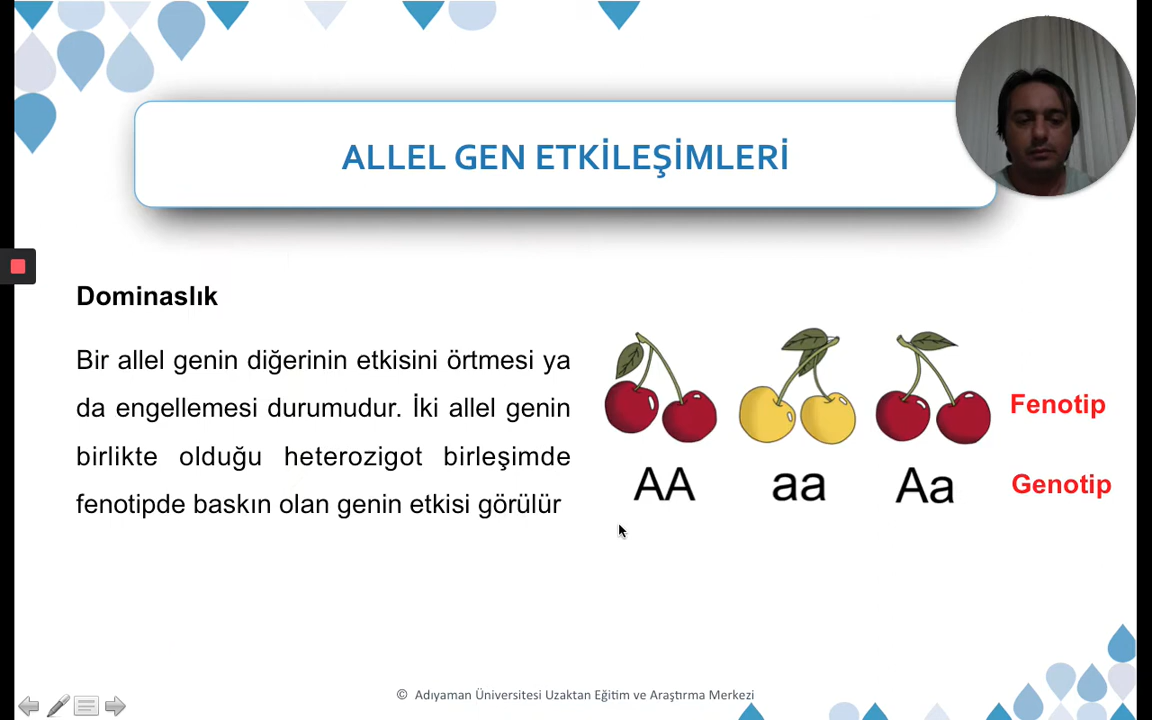 ALLEL GEN ETKİLEŞİMLERİ
Dominaslık
Bir allel genin diğerinin etkisini örtmesi ya
da engellemesi durumudur. İki allel genin
birlikte olduğu heterozigot birleşimde
fenotipde baskın olan genin etkisi görülür
Fenotip
AA aa Aa Genotip
© Adıyaman Üniversitesi Uzaktan Eğitim ve Araştırma Merkezi